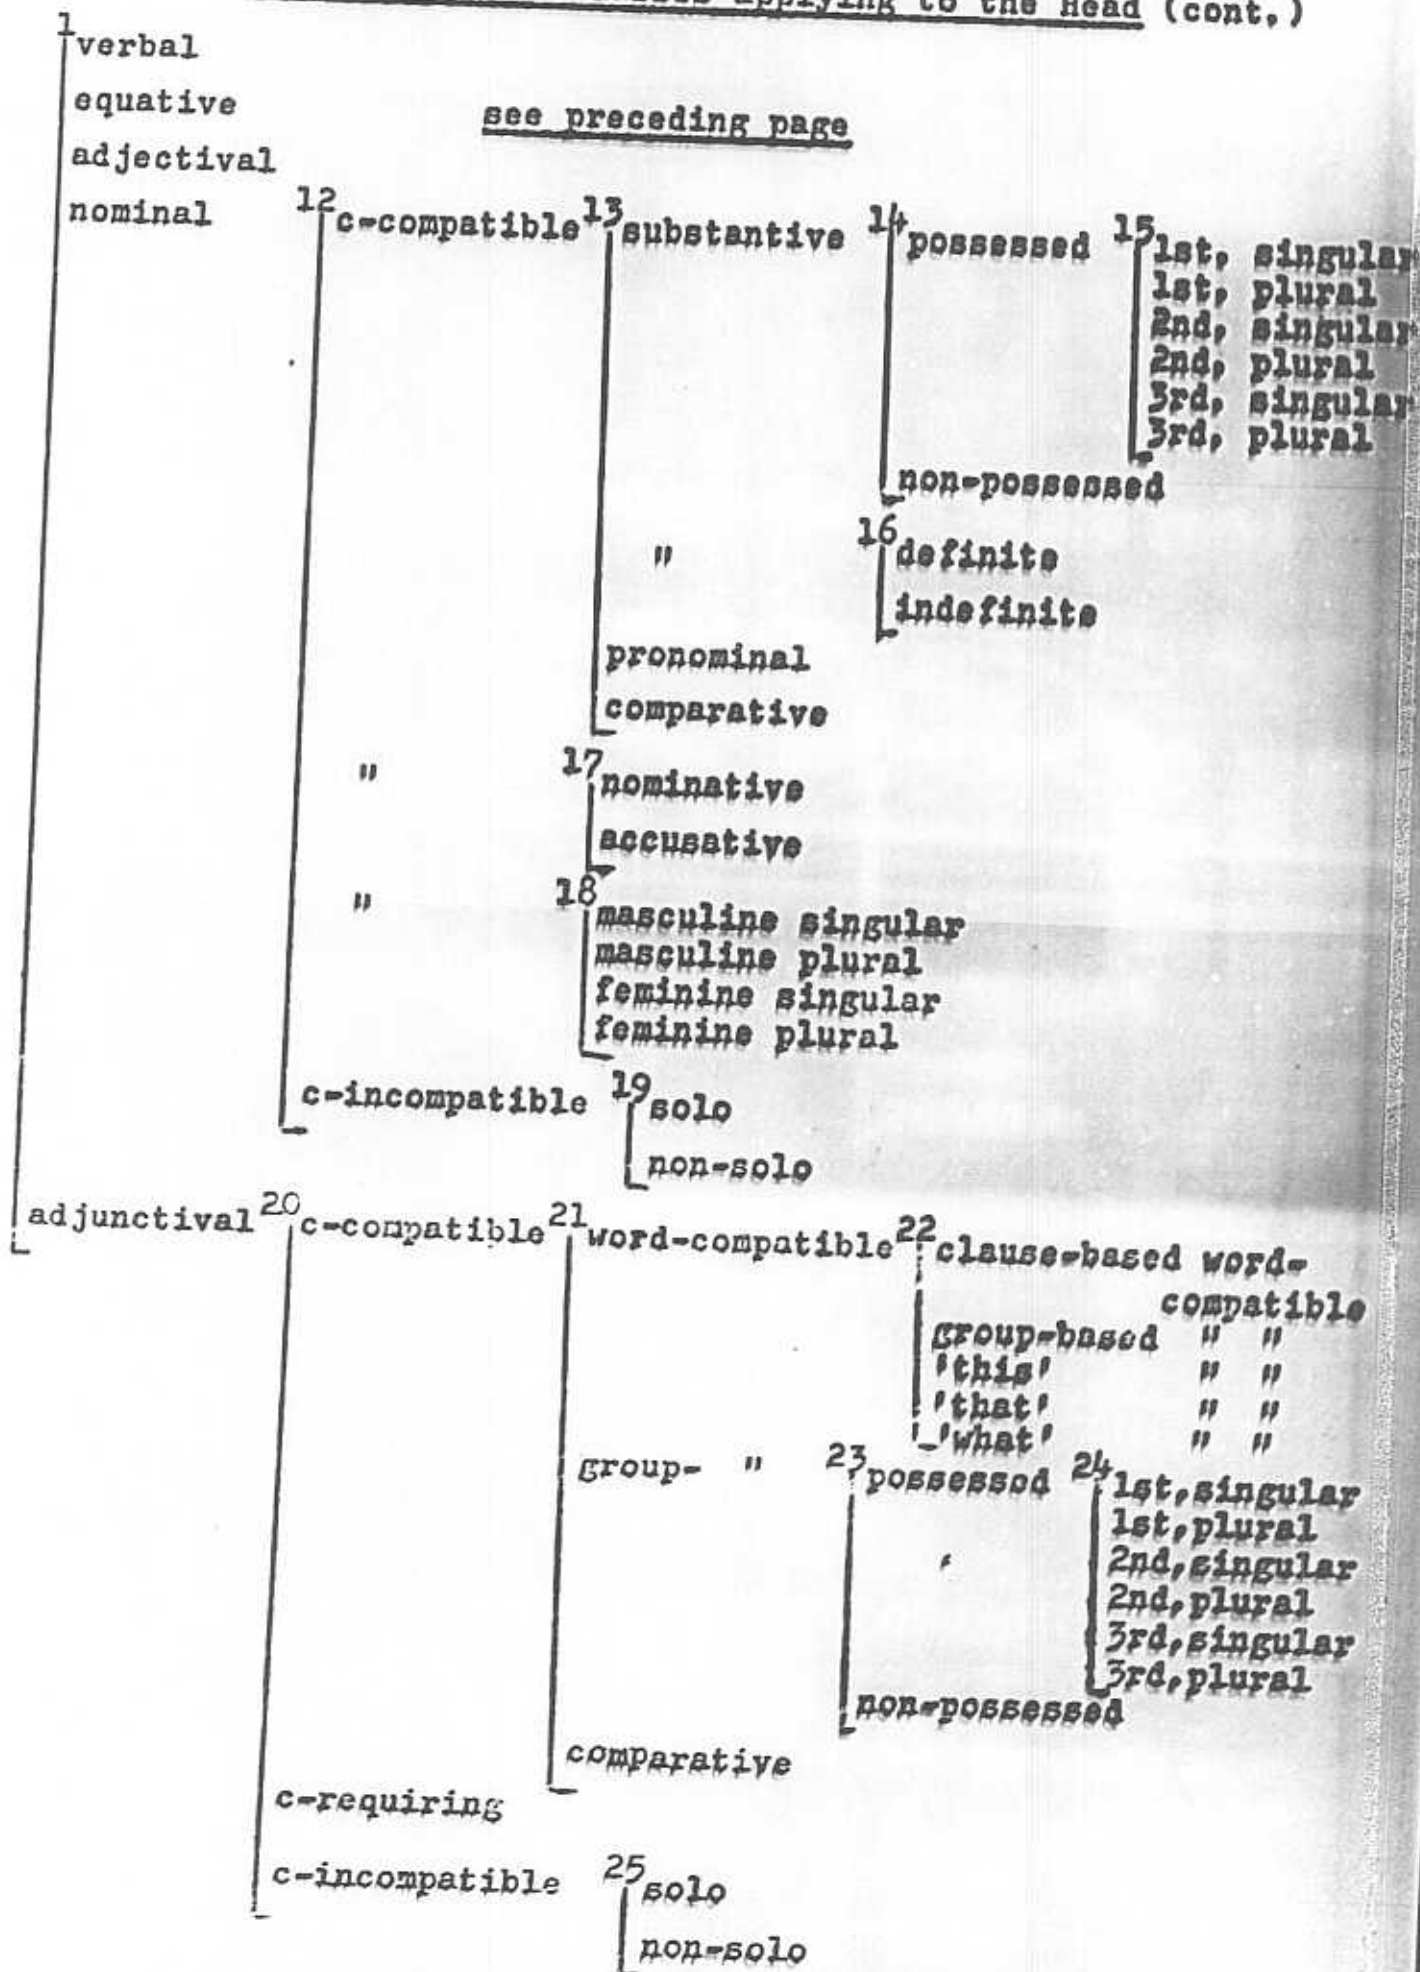 applying to the Head (cont.)
1 verbal
equative
see preceding page
adjectival
nominal 12 c-compatible 13 substantive 14 possessed 15 1st, singular
1st, plural
2nd, singular
2nd, plural
3rd, singular
3rd, plural
non-possessed
" 16 definite
indefinite
pronominal
comparative
" 17 nominative
accusative
" 18 masculine singular
masculine plural
feminine singular
feminine plural
c-incompatible 19 solo
non-solo
adjunctival 20 c-compatible 21 word-compatible 22 clause-based word-
compatible
group-based " "
'this' " "
'that' " "
'what' " "
group- " 23 possessed 24 1st,singular
1st,plural
2nd,singular
2nd,plural
3rd,singular
3rd,plural
non-possessed
comparative
c-requiring
c-incompatible 25 solo
non-solo